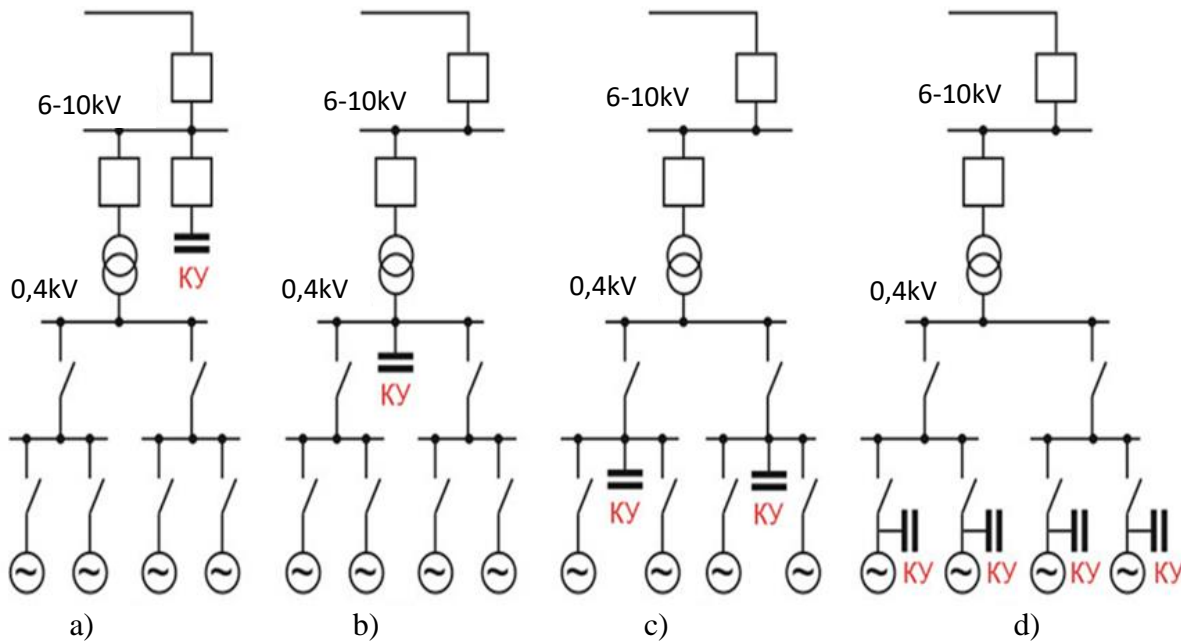 6-10kV 6-10kV 6-10kV 6-10kV
КУ
0,4kV 0,4kV 0,4kV 0,4kV
КУ
КУ КУ
КУ КУ КУ КУ
a) b) c) d)